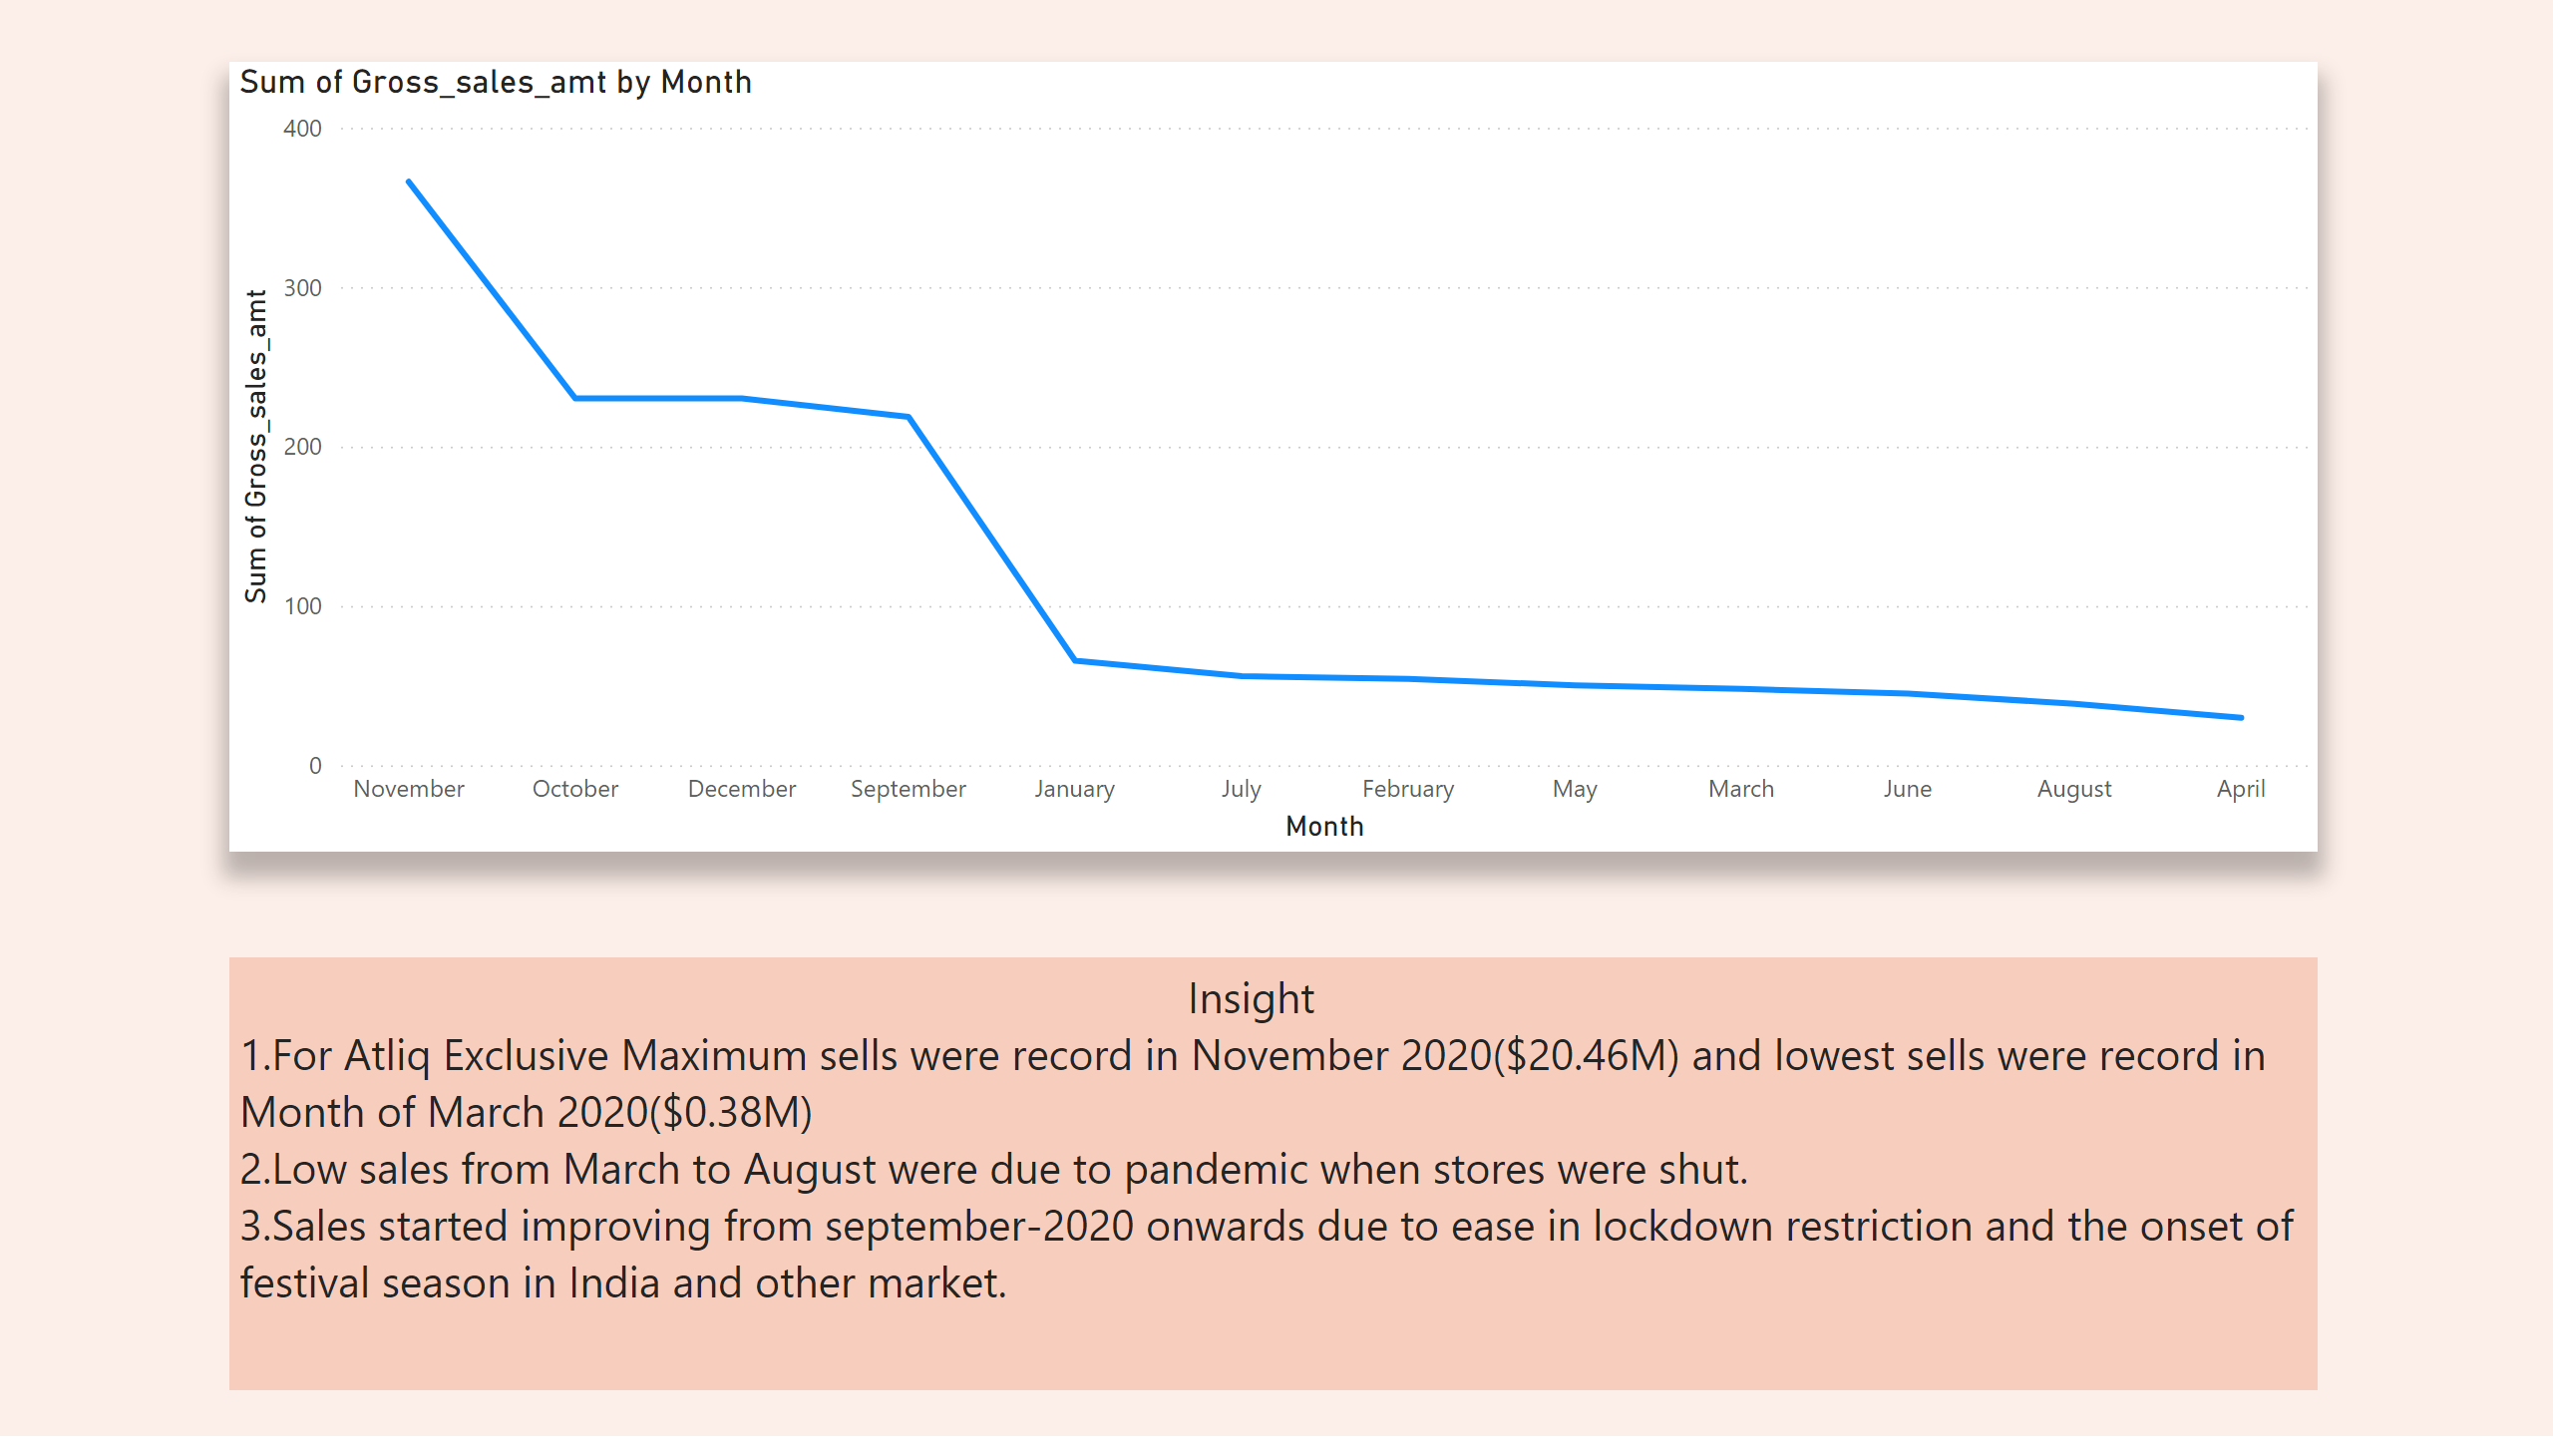 Sum of Gross_sales_amt by Month
400
300
200
100
0
Sum of Gross_sales_amt
November October December September January July February May March June August April
Month
Insight
1.For Atliq Exclusive Maximum sells were record in November 2020($20.46M) and lowest sells were record in
Month of March 2020($0.38M)
2.Low sales from March to August were due to pandemic when stores were shut.
3.Sales started improving from september-2020 onwards due to ease in lockdown restriction and the onset of
festival season in India and other market.